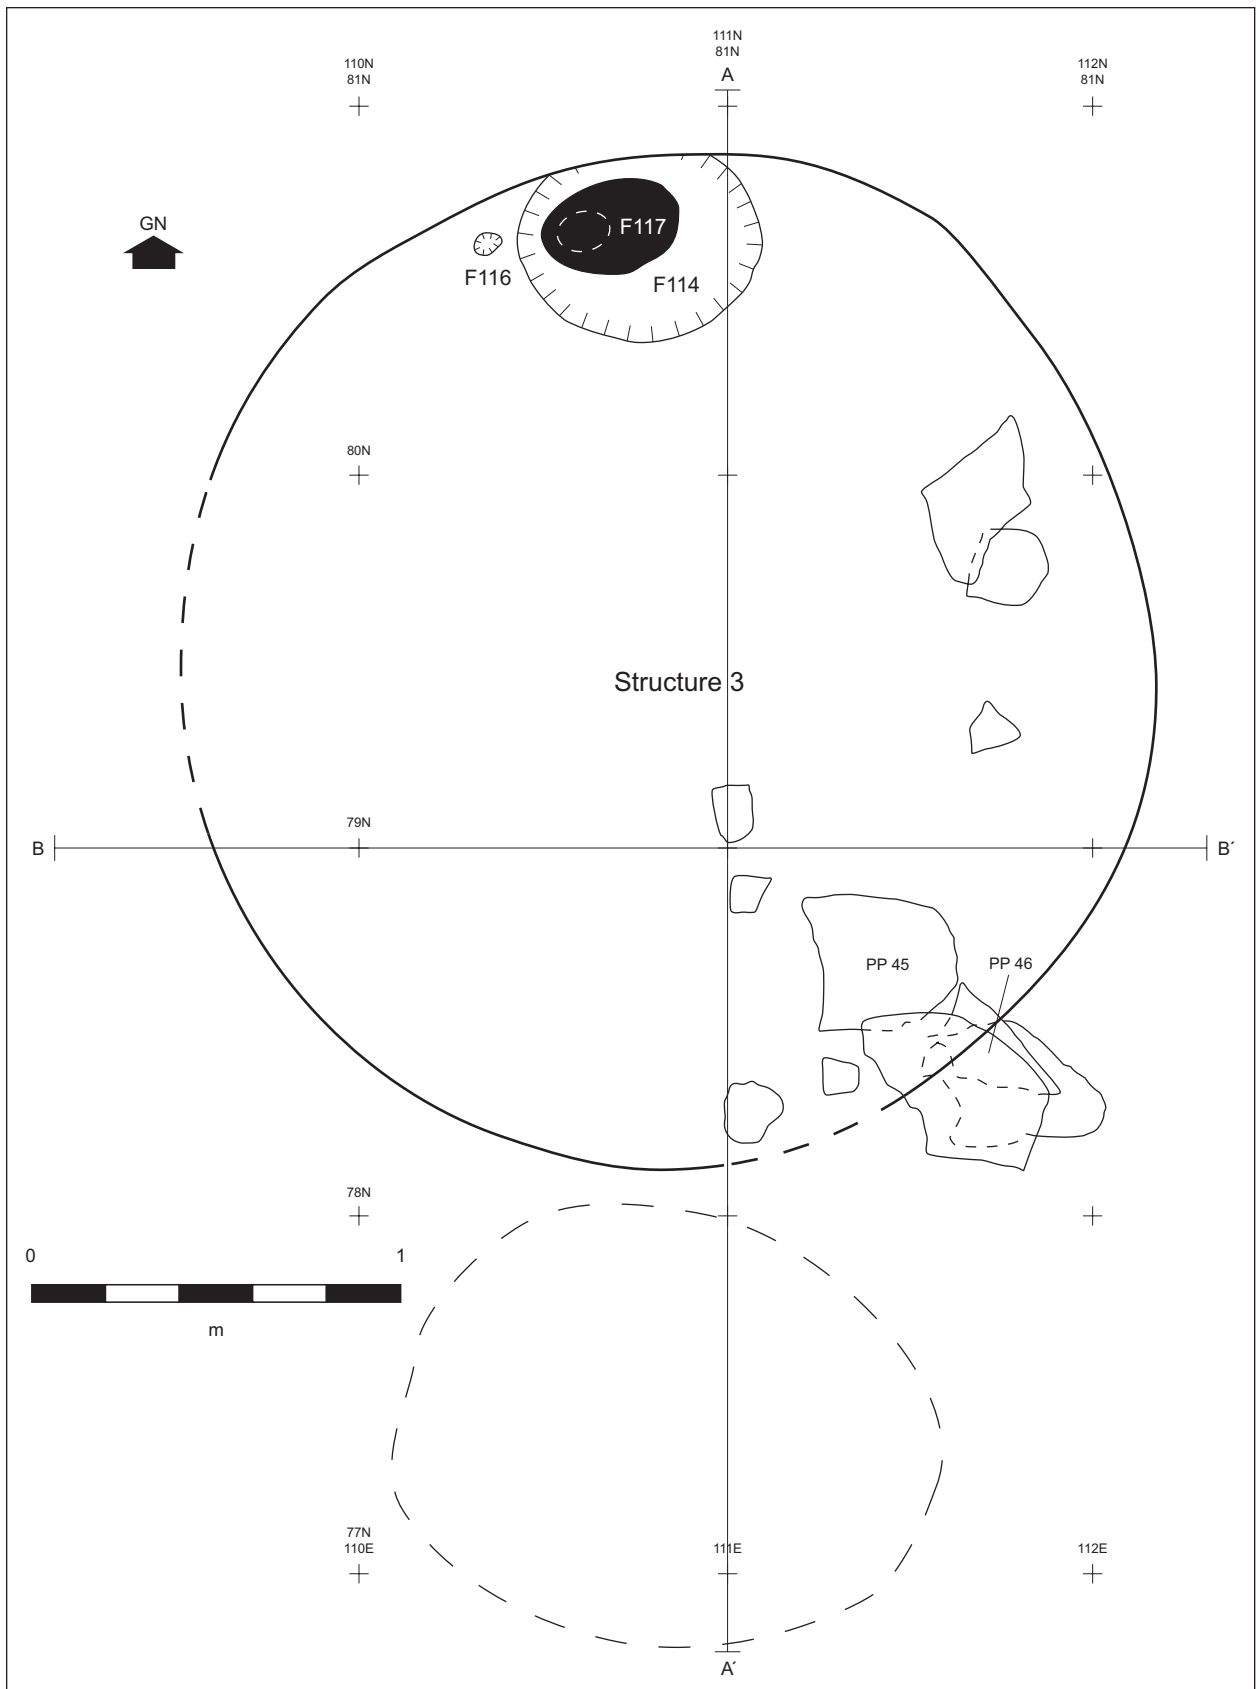 111N
81N
A
110N
81N
112N
81N
GN
F117
F116
F114
80N
Structure 3
79N
B
B´
PP 45
PP 46
78N
0
1
m
77N
110E
111E
112E
A´